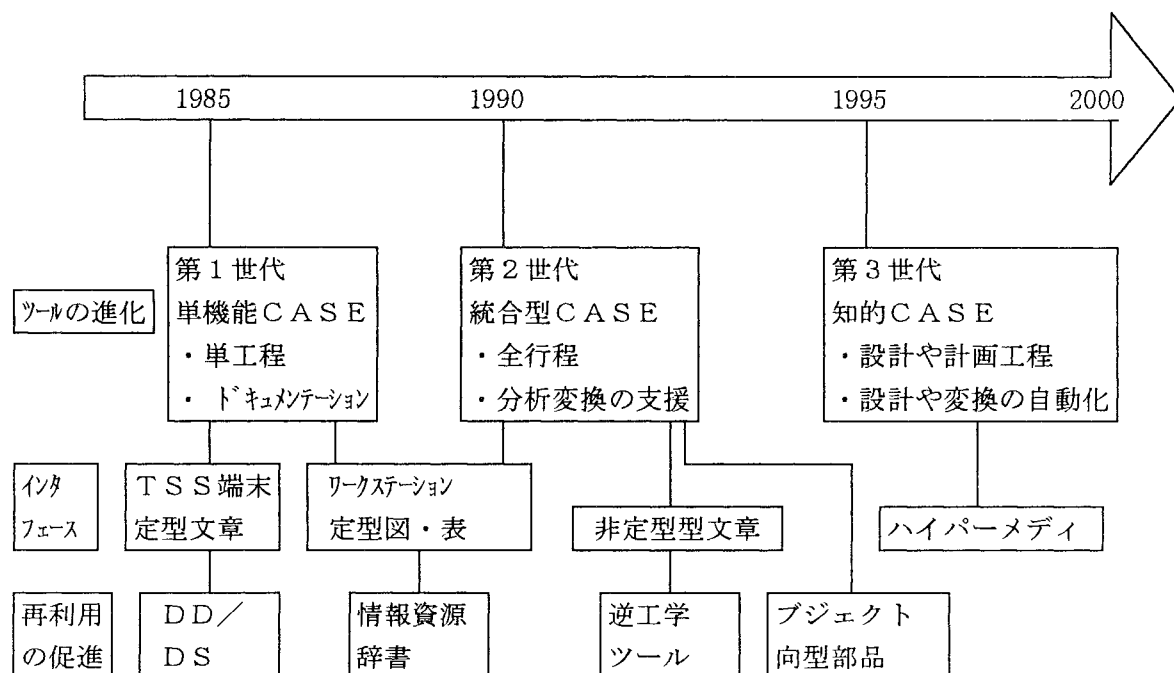 1985
1990
1995
2000
ツールの進化
第1世代
単機能CASE
・単工程
・ドキュメンテーション
第2世代
統合型CASE
・全行程
・分析変換の支援
第3世代
知的CASE
・設計や計画工程
・設計や変換の自動化
インタ
フェース
TSS端末
定型文章
ワークステーション
定型図・表
非定型型文章
ハイパーメディ
再利用
の促進
DD/
DS
情報資源
辞書
逆工学
ツール
ブジェクト
向型部品